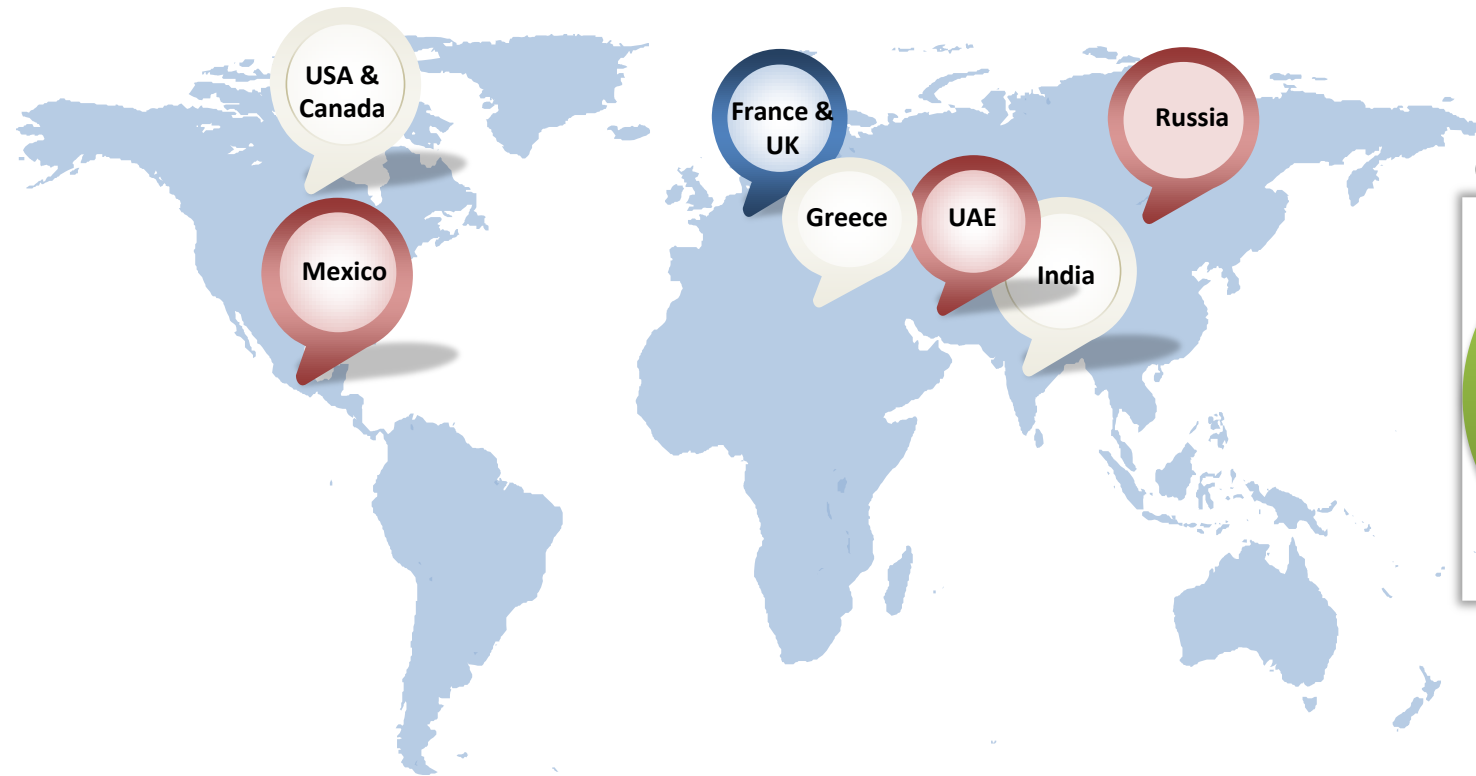 USA &
Canada
France &
UK
Russia
Greece
UAE
Mexico
India